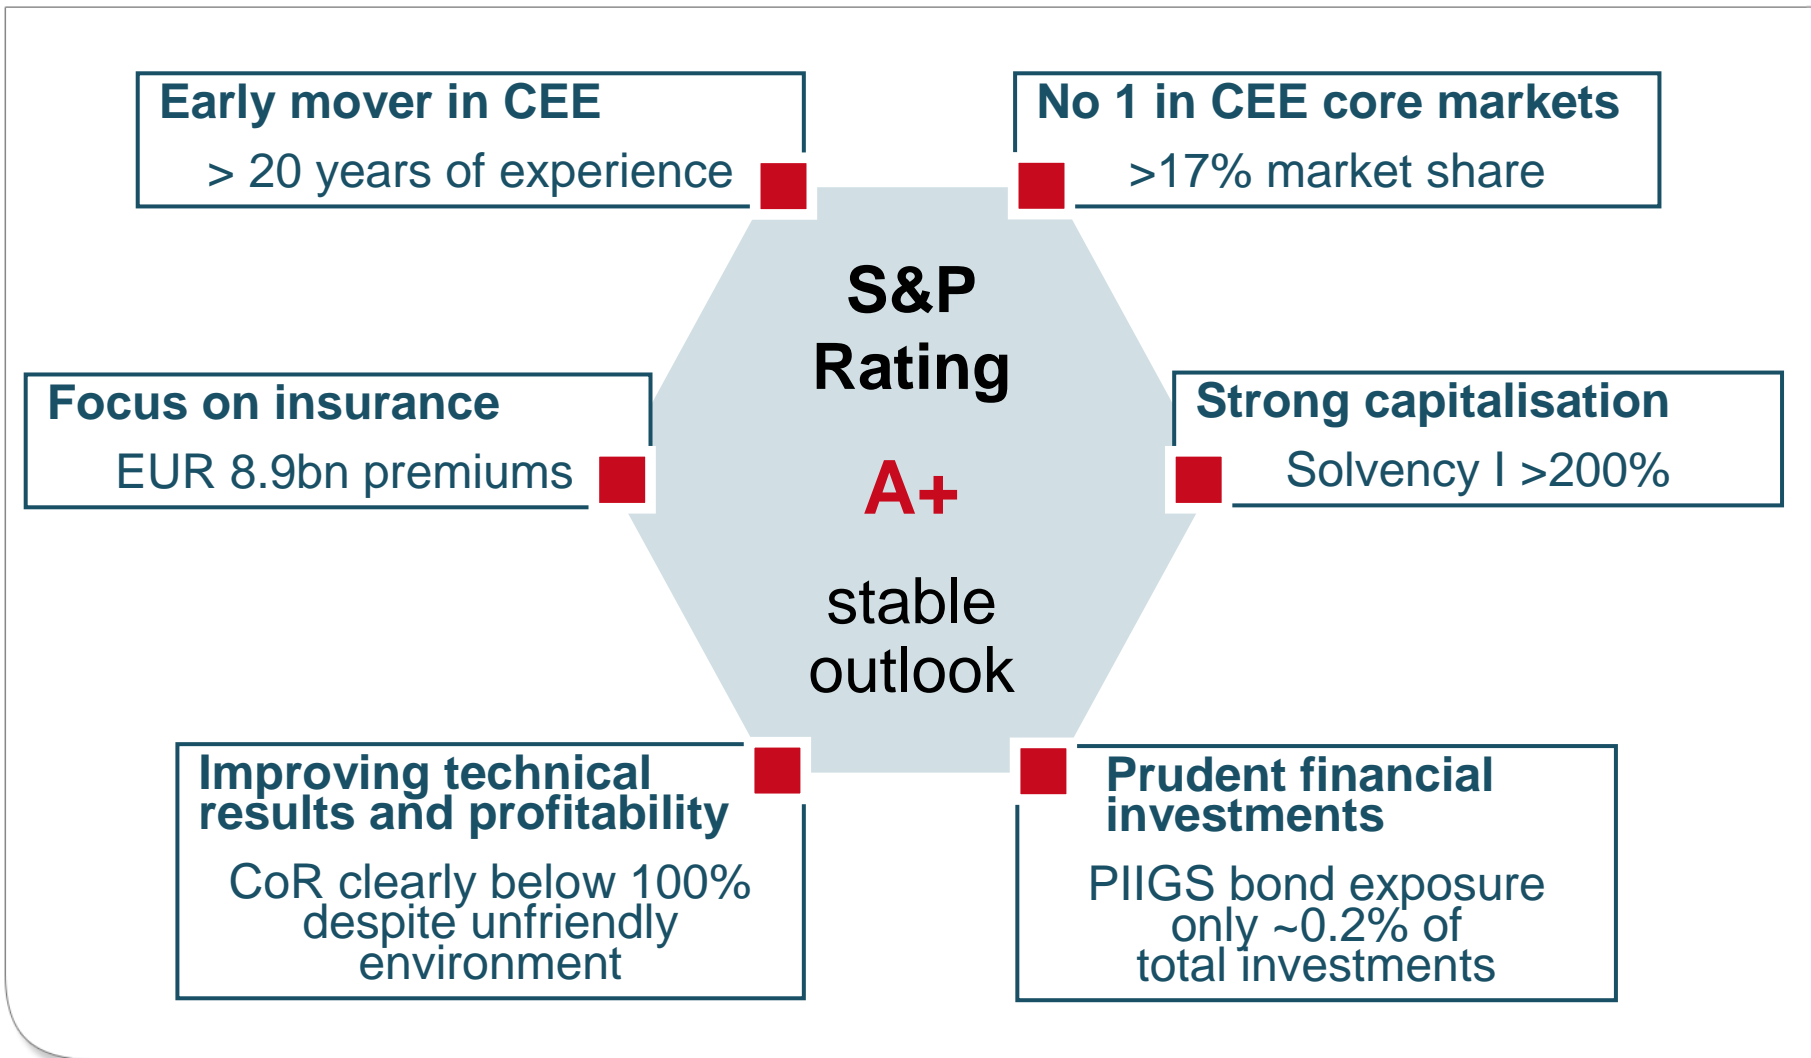 Early mover in CEE
> 20 years of experience
No 1 in CEE core markets
>17% market share
S&P
Rating
A+
stable
outlook
Focus on insurance
EUR 8.9bn premiums
Strong capitalisation
Solvency I >200%
Improving technical
results and profitability
CoR clearly below 100%
despite unfriendly
environment
Prudent financial
investments
PIIGS bond exposure
only ~0.2% of
total investments